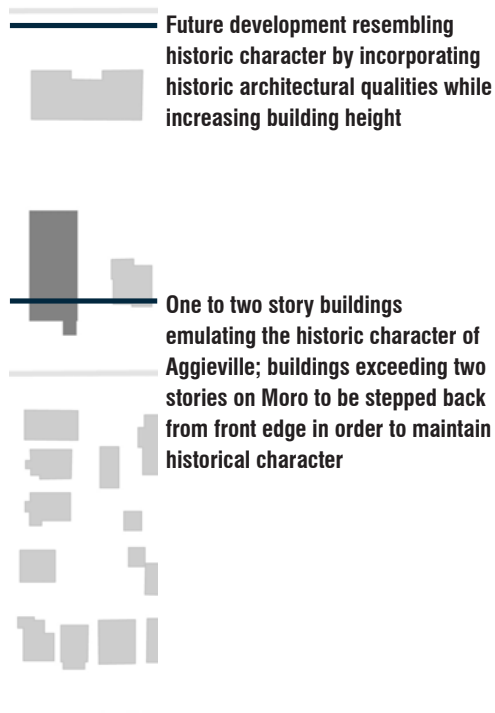 Future development resembling
historic character by incorporating
historic architectural qualities while
increasing building height
One to two story buildings
emulating the historic character of
Aggieville; buildings exceeding two
stories on Moro to be stepped back
from front edge in order to maintain
historical character